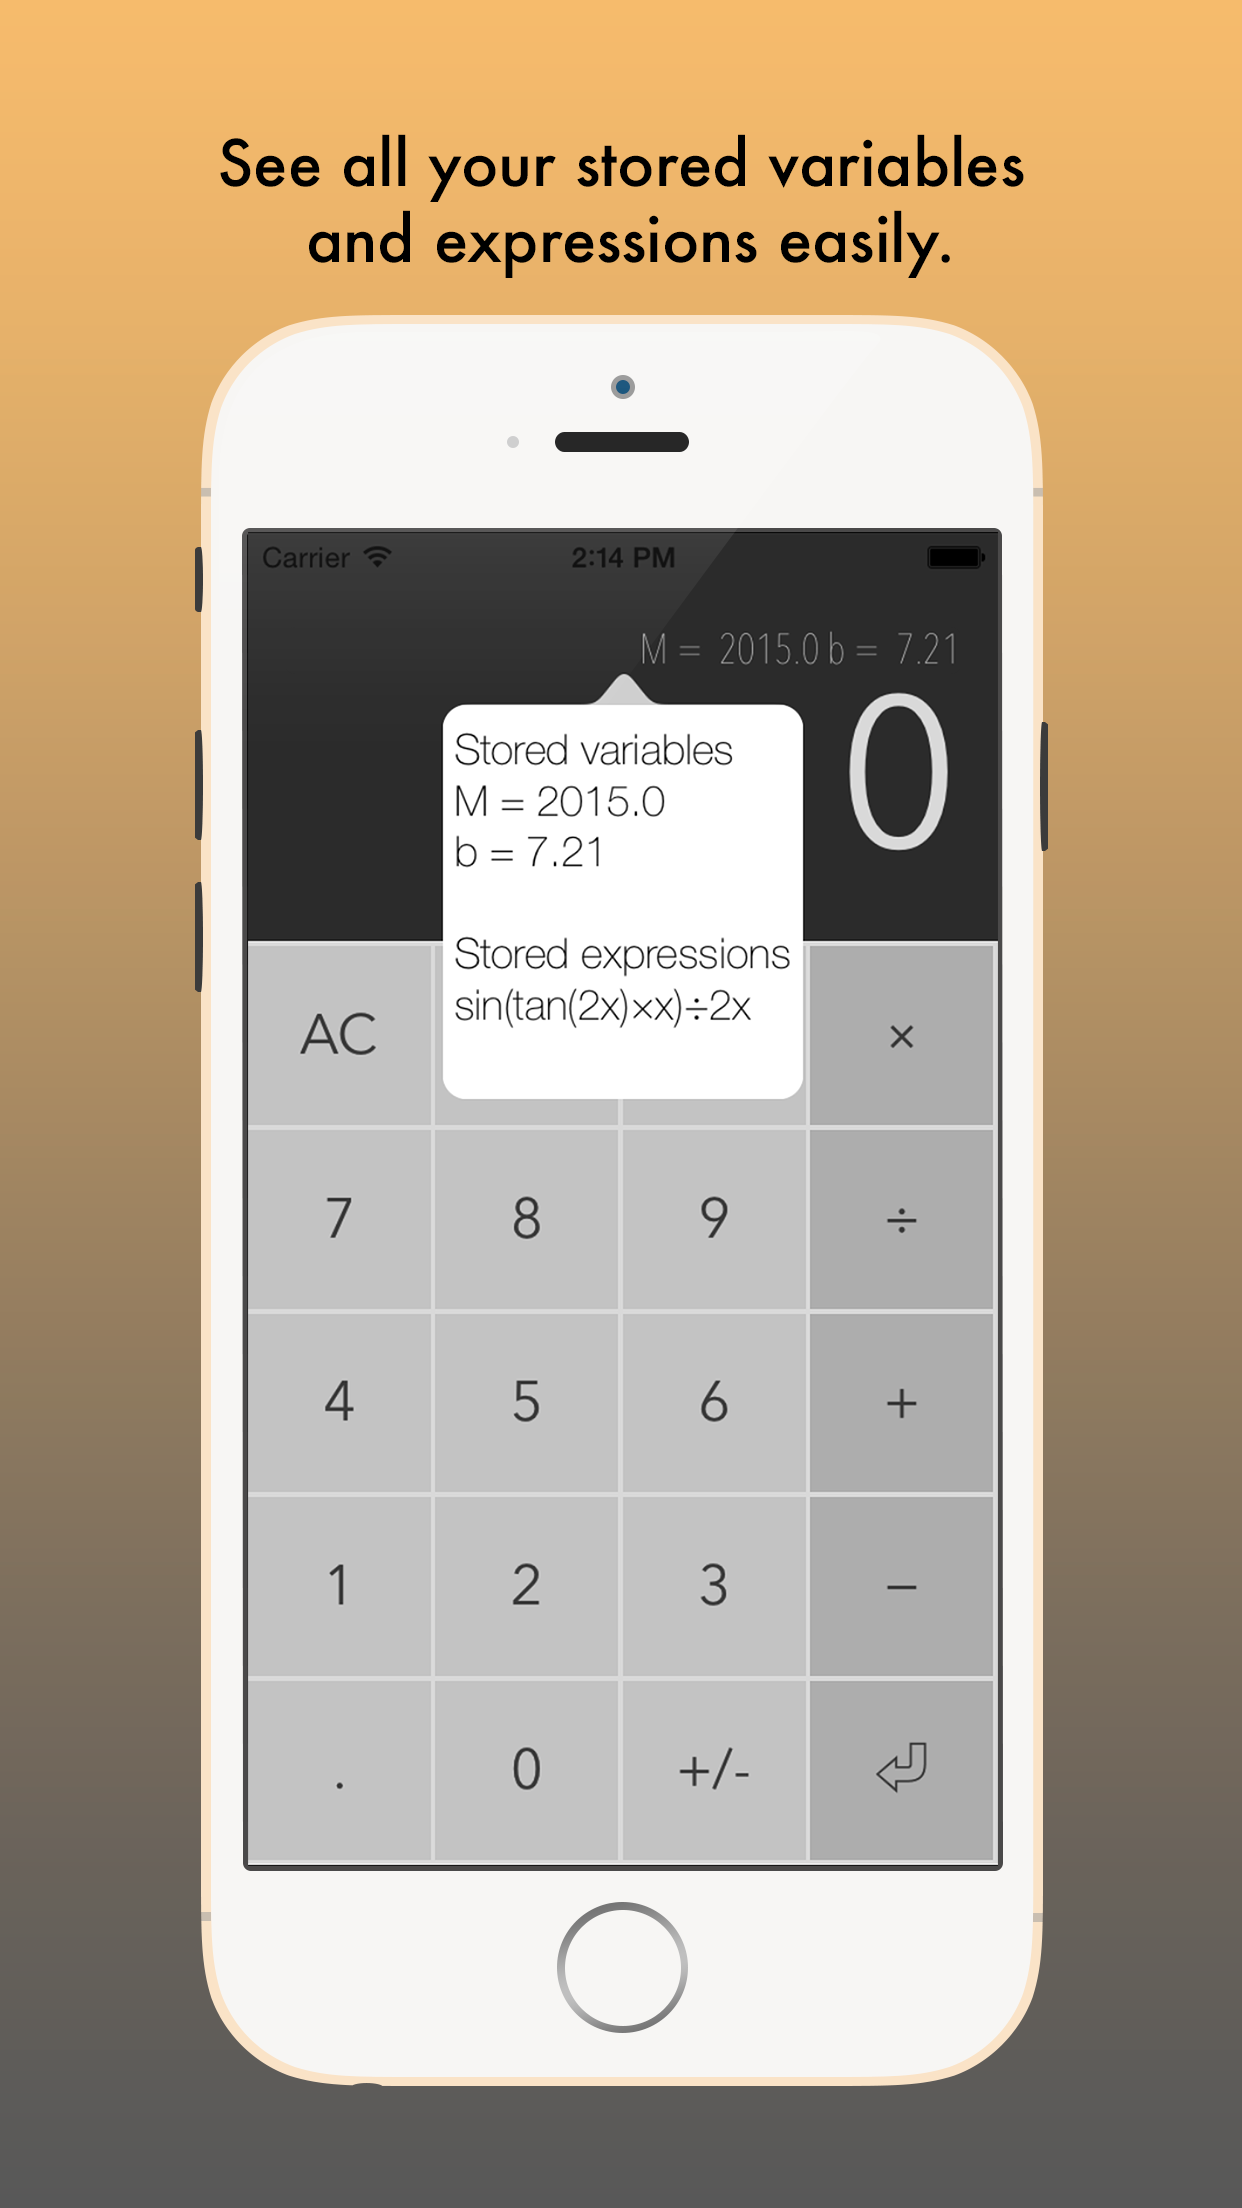 See all your stored variables
and expressions easily.
Carrier 2:14 PM
M = 2015.0 b = 7.21
0
Stored variables
M = 2015.0
b = 7.21
Stored expressions
sin(tan(2x)×x)÷2x
AC ×
7 8 9 ÷
4 5 6 +
1 2 3 −
. 0 +/-